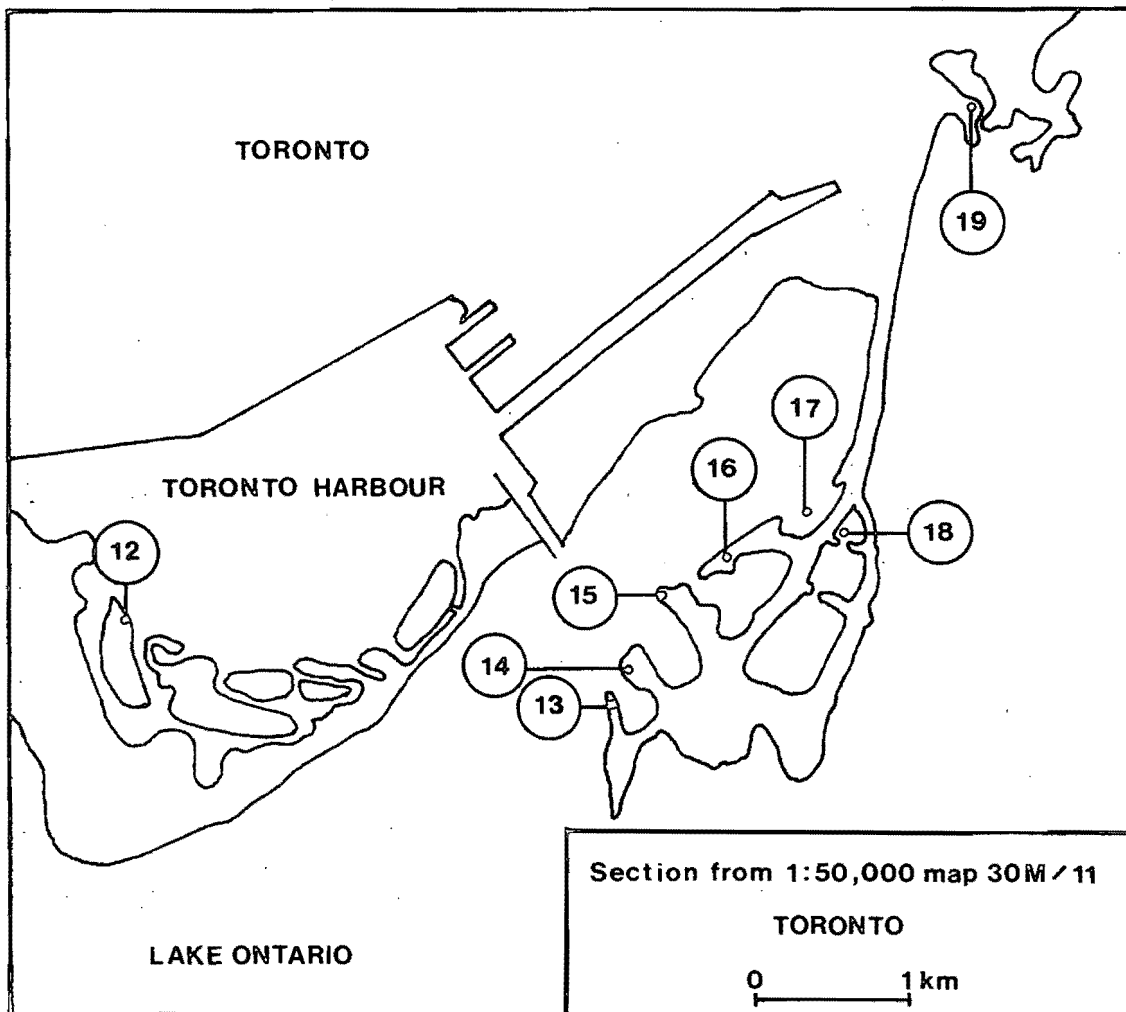 TORONTO
19
17
16
TORONTO HARBOUR
18
12
15
14
13
Section from 1:50,000 map 30M/11
TORONTO
LAKE ONTARIO
0 1 km